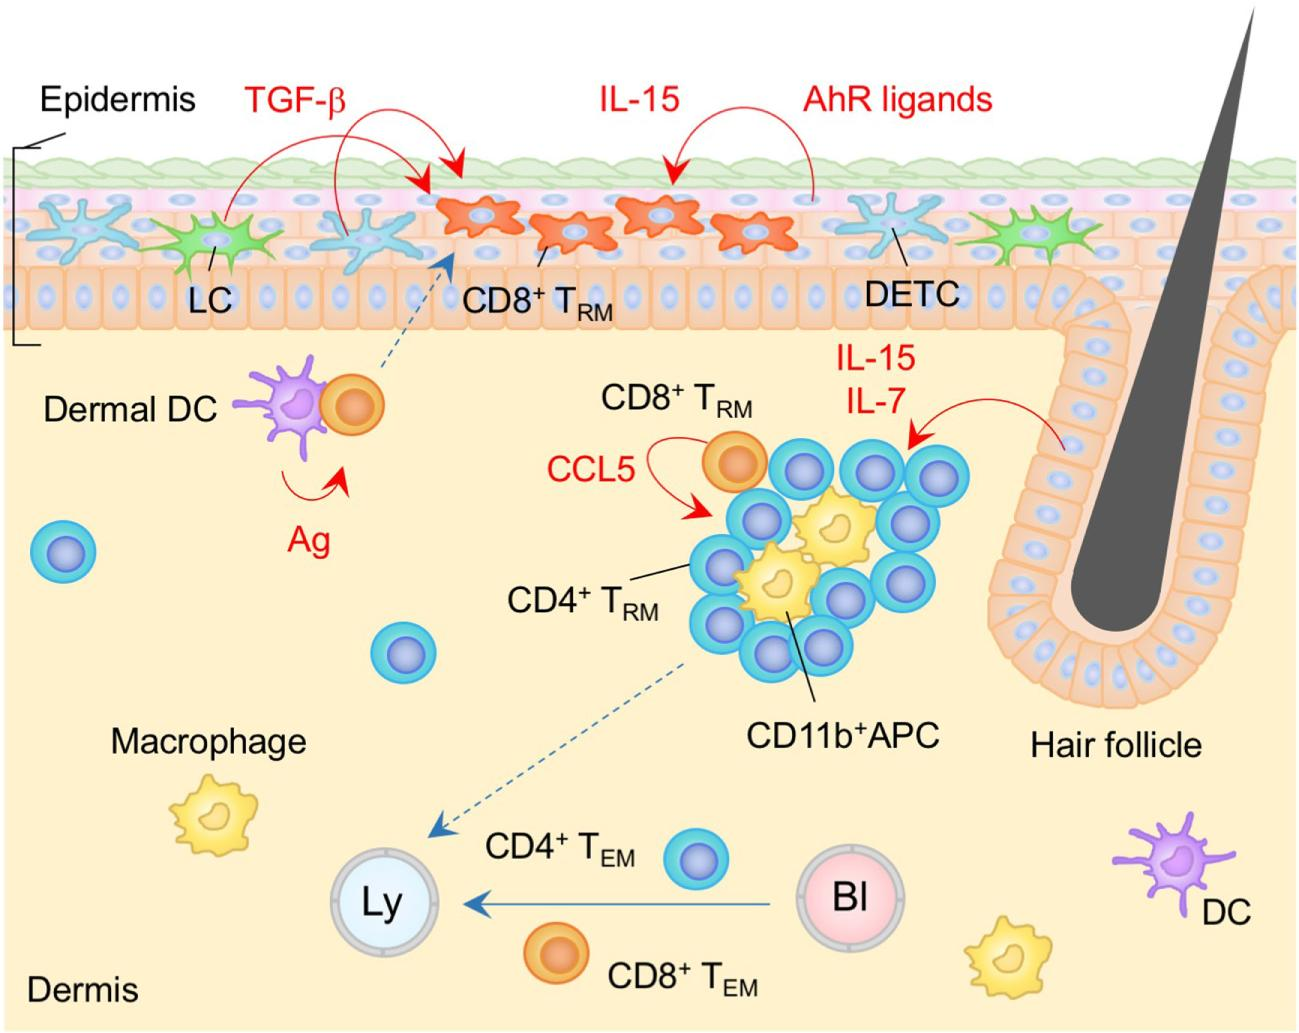 Epidermis
TGF-β
IL-15
AhR ligands
LC
CD8⁺ T_RM
DETC
Dermal DC
Ag
IL-15
IL-7
CD8⁺ T_RM
CCL5
CD4⁺ T_RM
CD11b⁺APC
Hair follicle
Macrophage
CD4⁺ T_EM
Ly
Bl
DC
CD8⁺ T_EM
Dermis